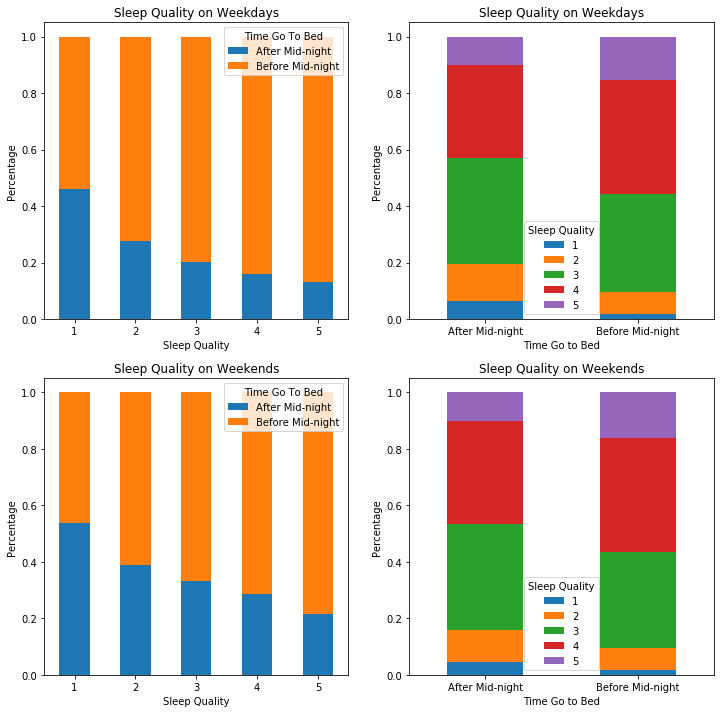 Sleep Quality on Weekdays
Percentage
1.0
0.8
0.6
0.4
0.2
0.0
Time Go To Bed
After Mid-night
Before Mid-night
1 2 3 4 5
Sleep Quality
Sleep Quality on Weekdays
Percentage
1.0
0.8
0.6
0.4
0.2
0.0
Sleep Quality
1
2
3
4
5
After Mid-night Before Mid-night
Time Go to Bed
Sleep Quality on Weekends
Percentage
1.0
0.8
0.6
0.4
0.2
0.0
Time Go To Bed
After Mid-night
Before Mid-night
1 2 3 4 5
Sleep Quality
Sleep Quality on Weekends
Percentage
1.0
0.8
0.6
0.4
0.2
0.0
Sleep Quality
1
2
3
4
5
After Mid-night Before Mid-night
Time Go to Bed